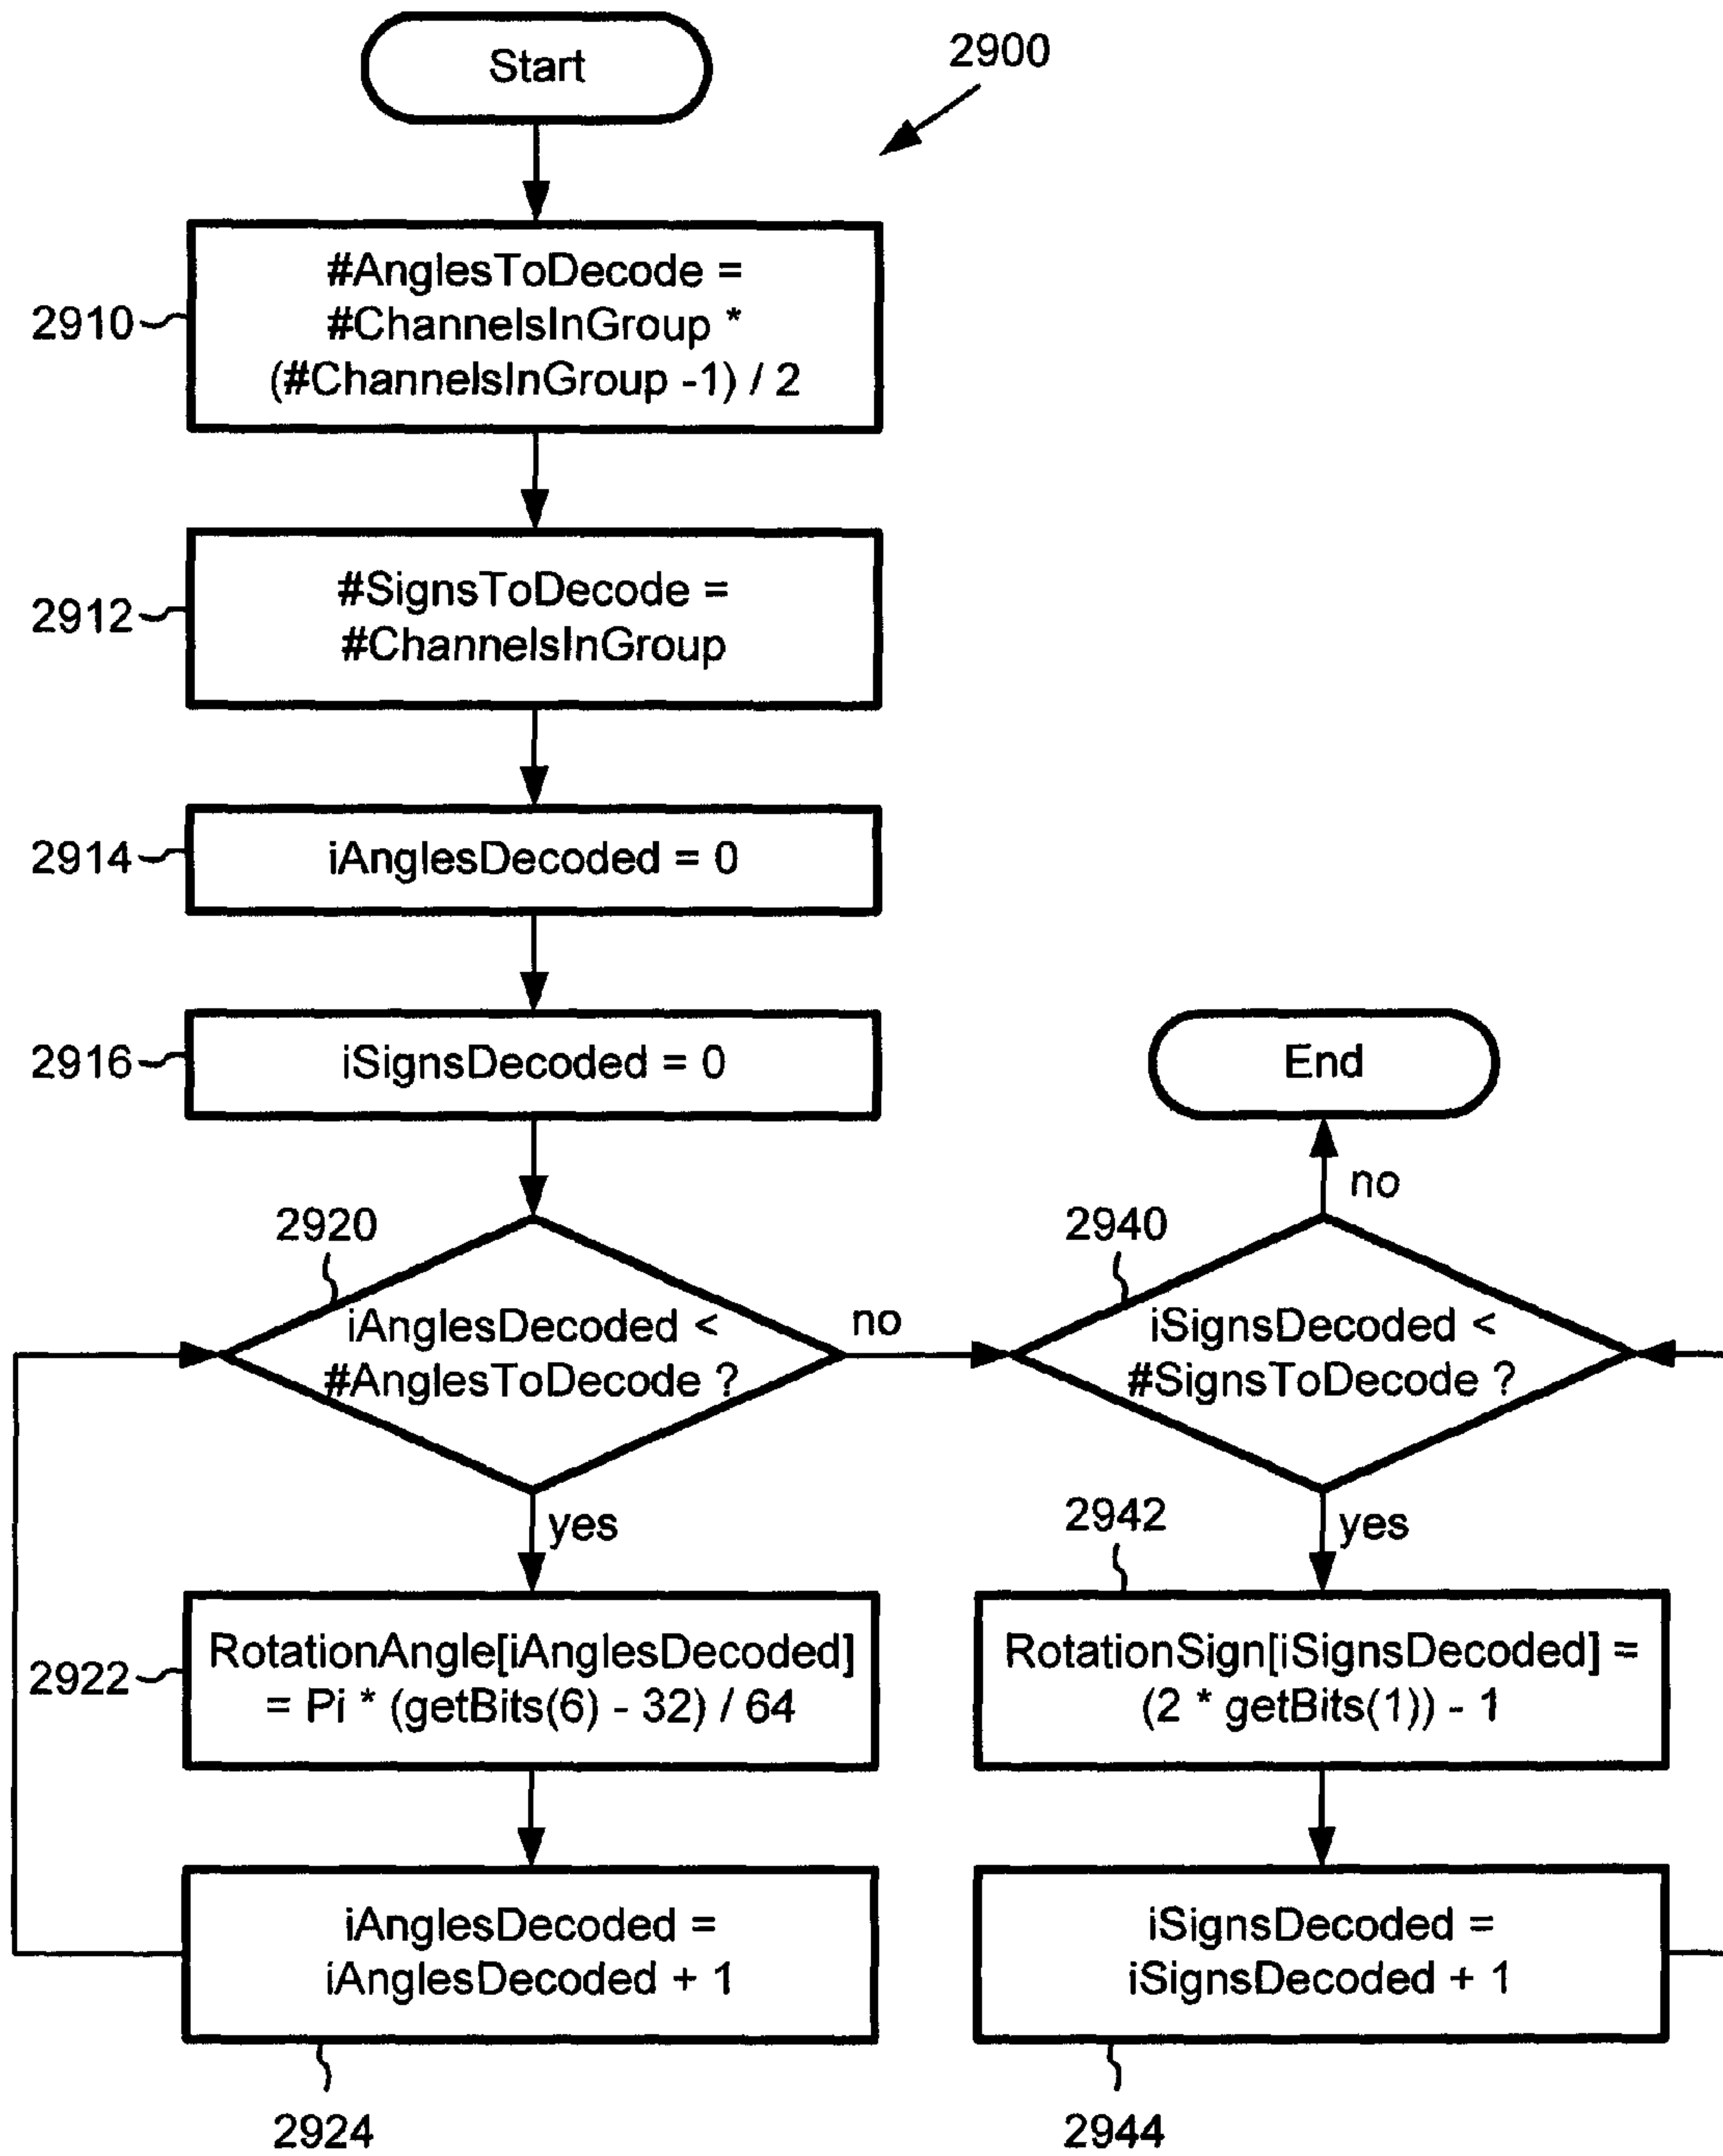 Start
2900
#AnglesToDecode =
#ChannelsInGroup *
(#ChannelsInGroup -1) / 2
2910
#SignsToDecode =
#ChannelsInGroup
2912
iAnglesDecoded = 0
2914
iSignsDecoded = 0
2916
End
no
2920
iAnglesDecoded <
#AnglesToDecode ?
no
2940
iSignsDecoded <
#SignsToDecode ?
yes
2942
yes
RotationAngle[iAnglesDecoded]
= Pi * (getBits(6) - 32) / 64
2922
RotationSign[iSignsDecoded] =
(2 * getBits(1)) - 1
iAnglesDecoded =
iAnglesDecoded + 1
2924
iSignsDecoded =
iSignsDecoded + 1
2944